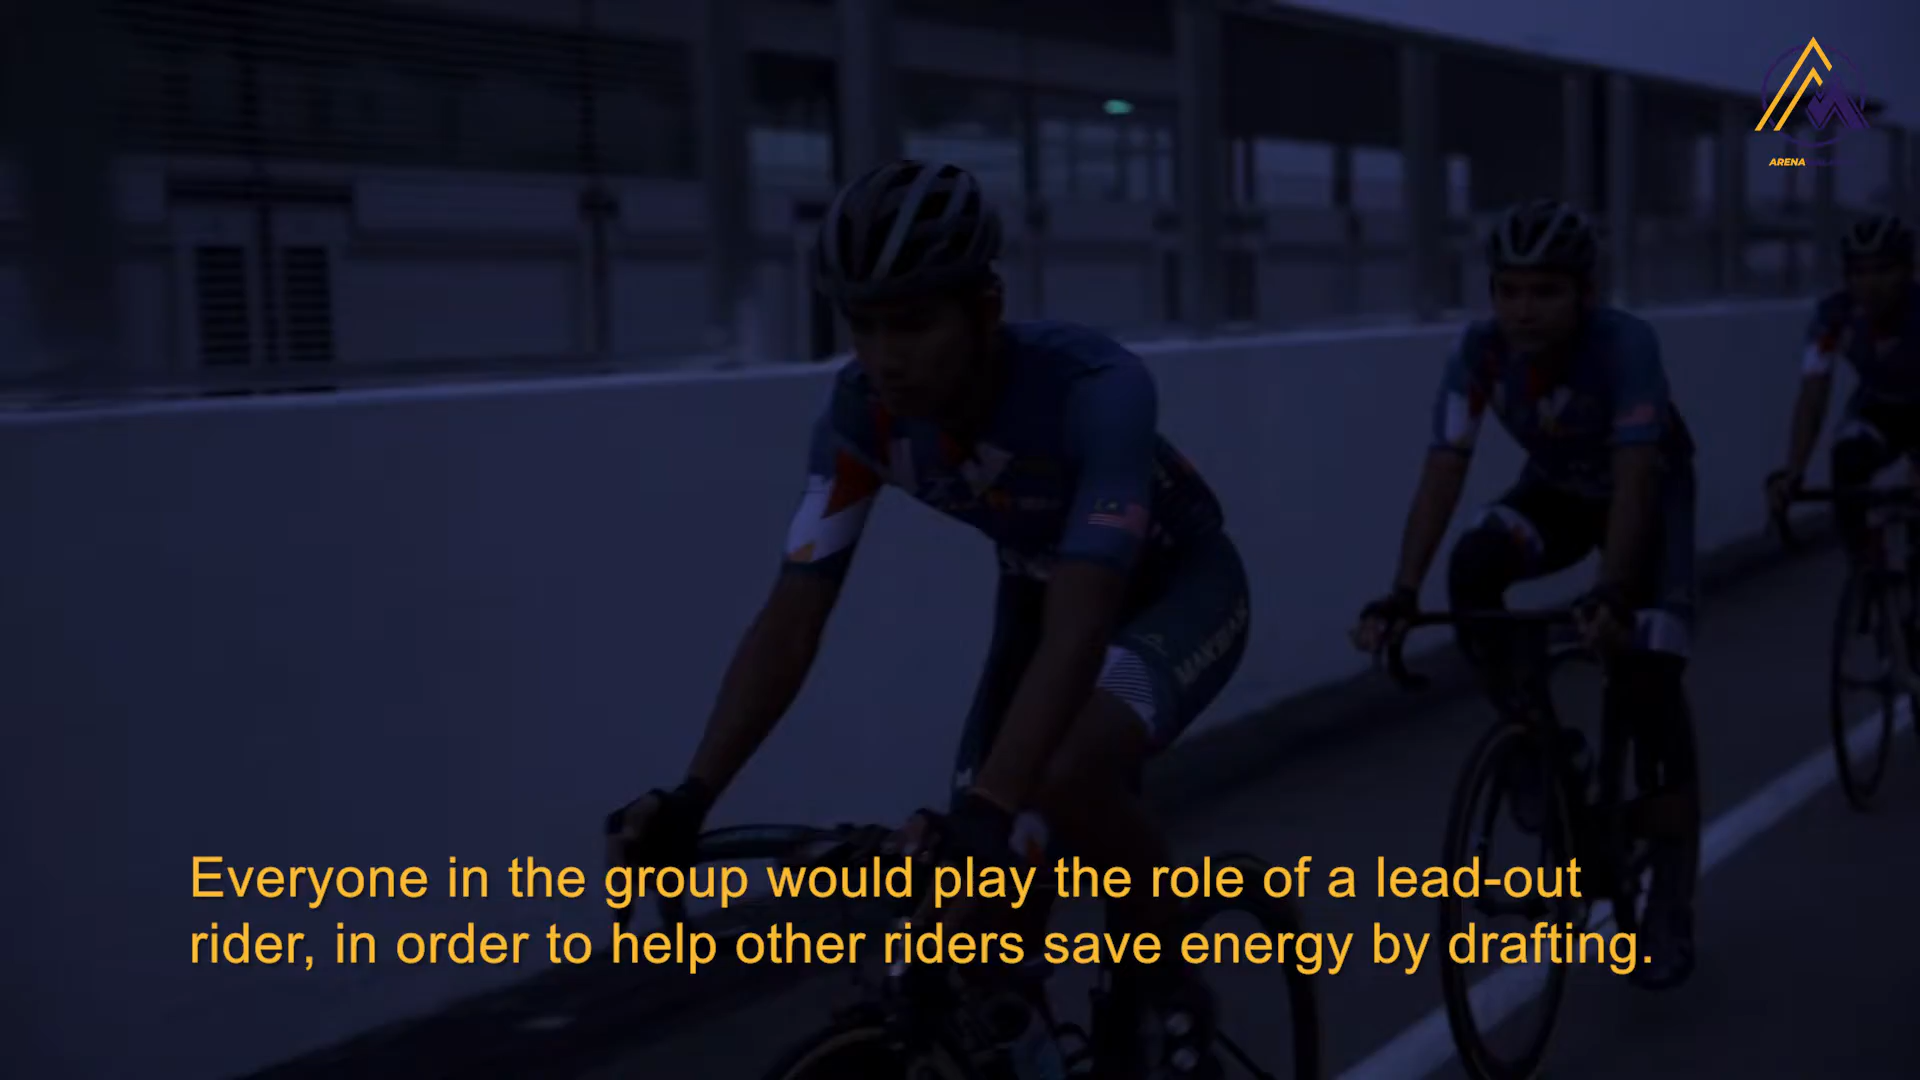 ARENA
Everyone in the group would play the role of a lead-out
rider, in order to help other riders save energy by drafting.